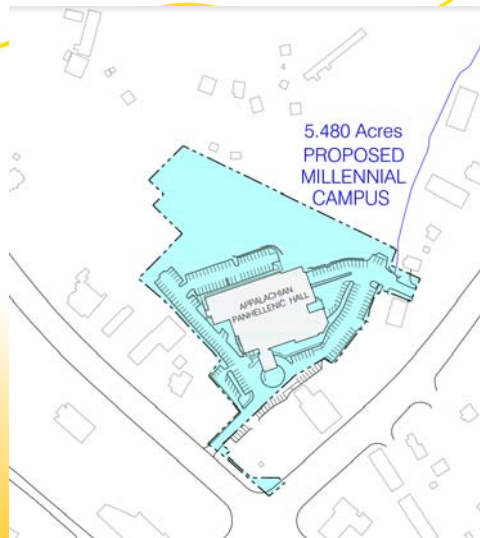 5.480 Acres
PROPOSED
MILLENNIAL
CAMPUS
APPALACHIAN
PANHELLENIC HALL